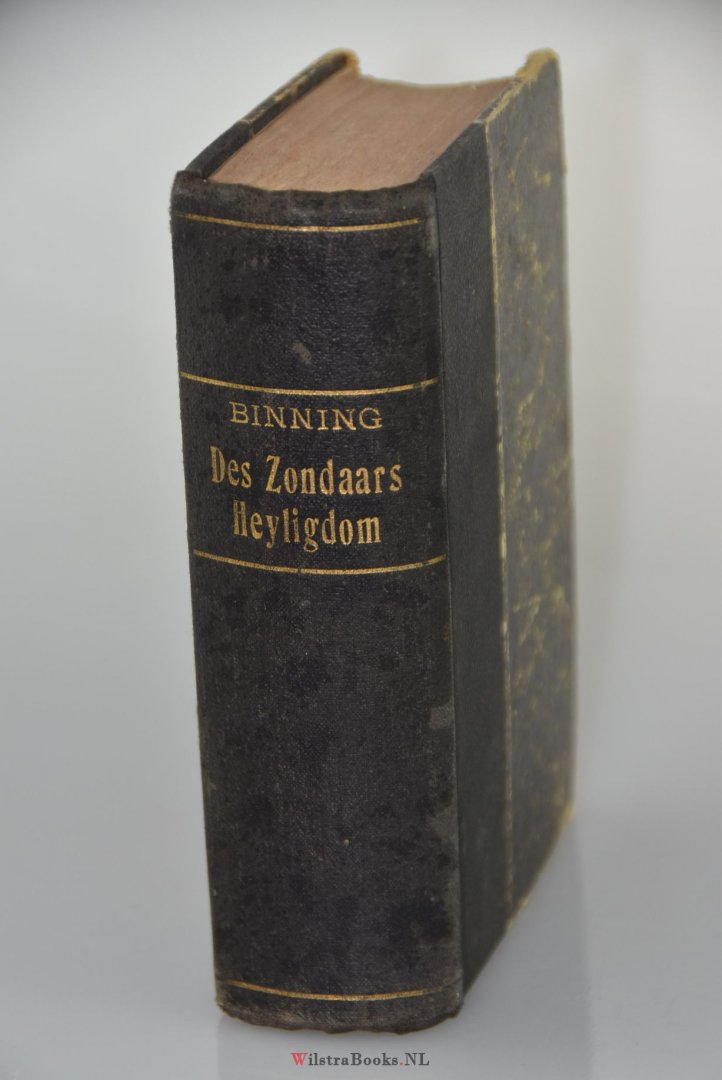 BINNING
Des Zondaars
Heyligdom
WilstraBooks.NL